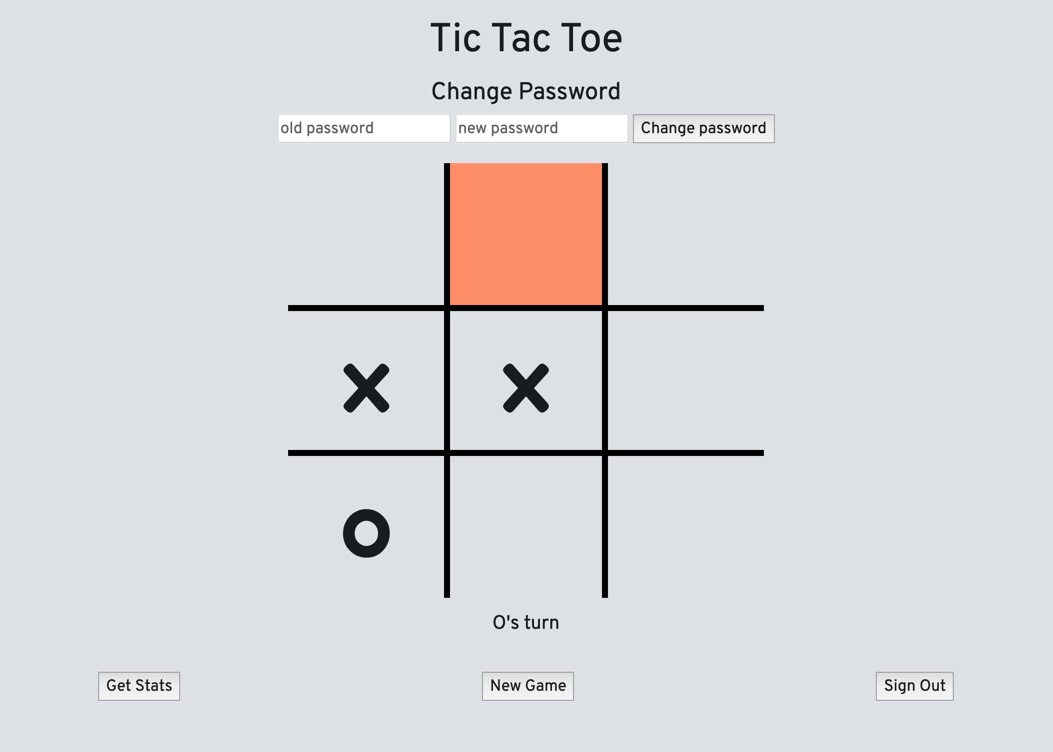 Tic Tac Toe
Change Password
old password new password Change password
X X
O
O's turn
Get Stats New Game Sign Out